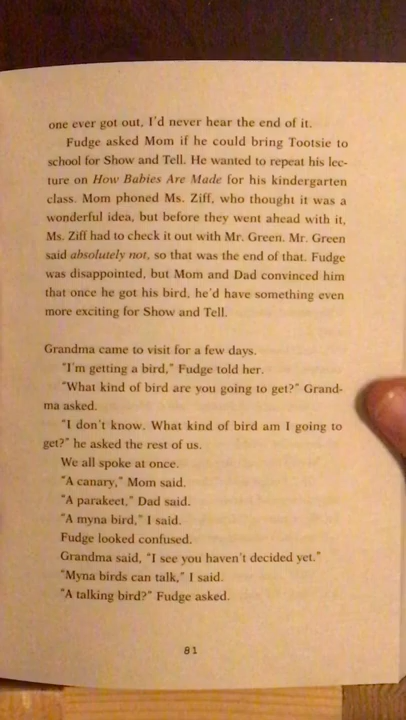 one ever got out, I'd never hear the end of it.
Fudge asked Mom if he could bring Tootsie to
school for Show and Tell. He wanted to repeat his lec-
ture on How Babies Are Made for his kindergarten
class. Mom phoned Ms. Ziff, who thought it was a
wonderful idea, but before they went ahead with it,
Ms. Ziff had to check it out with Mr. Green. Mr. Green
said absolutely not, so that was the end of that. Fudge
was disappointed, but Mom and Dad convinced him
that once he got his bird, he'd have something even
more exciting for Show and Tell.
Grandma came to visit for a few days.
"I'm getting a bird," Fudge told her.
"What kind of bird are you going to get?" Grand-
ma asked.
"I don't know. What kind of bird am I going to
get?" he asked the rest of us.
We all spoke at once.
"A canary," Mom said.
"A parakeet," Dad said.
"A myna bird," I said.
Fudge looked confused.
Grandma said, "I see you haven't decided yet."
"Myna birds can talk," I said.
"A talking bird?" Fudge asked.
81